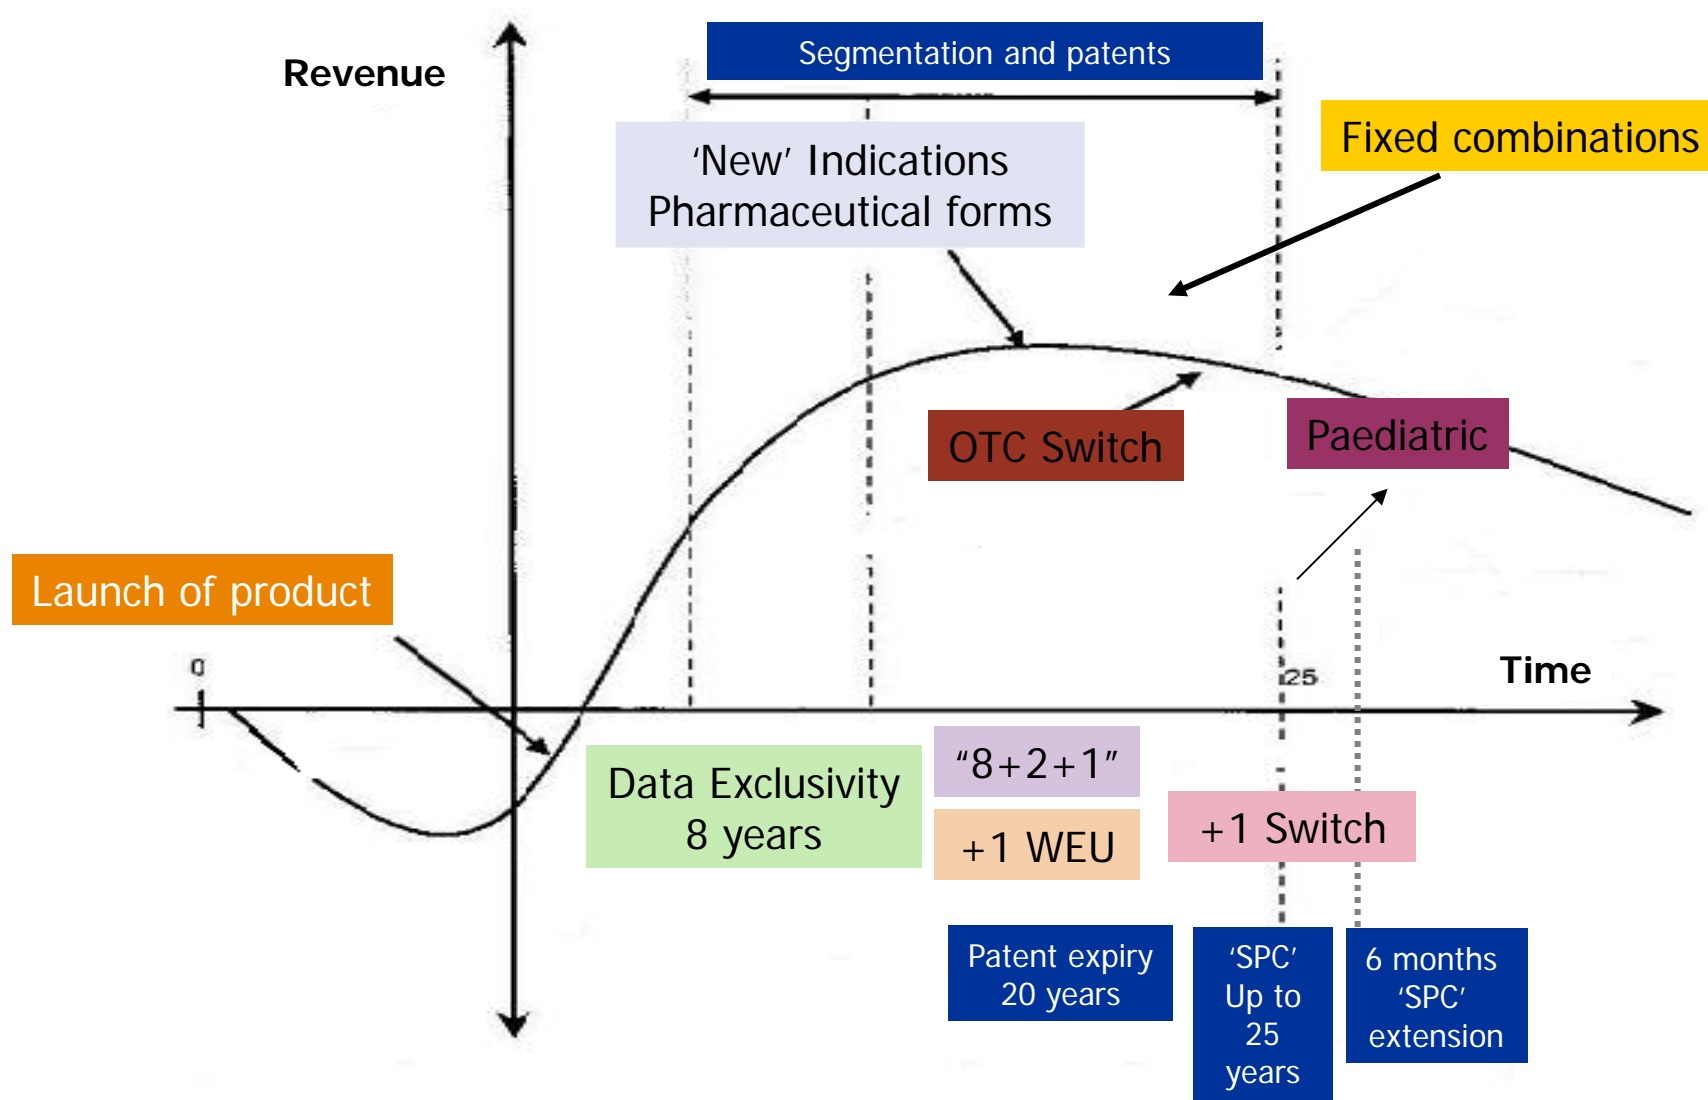 Segmentation and patents
Revenue
Fixed combinations
‘New’ Indications
Pharmaceutical forms
OTC Switch
Paediatric
Launch of product
0
25
Time
Data Exclusivity
8 years
“8+2+1”
+1 WEU
+1 Switch
Patent expiry
20 years
‘SPC’
Up to
25
years
6 months
‘SPC’
extension